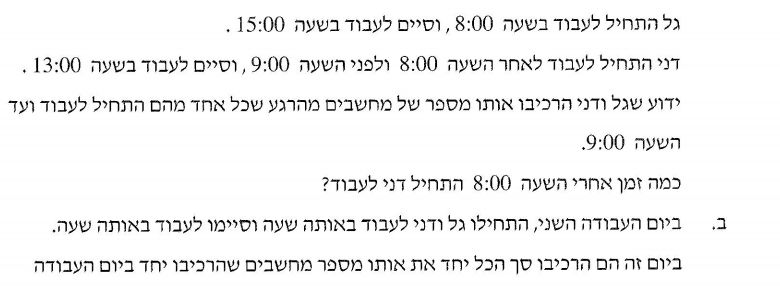 גל התחיל לעבוד בשעה 8:00 , וסיים לעבוד בשעה 15:00 .
דני התחיל לעבוד לאחר השעה 8:00 ולפני השעה 9:00 , וסיים לעבוד בשעה 13:00 .
ידוע שגל ודני הרכיבו אותו מספר של מחשבים מהרגע שכל אחד מהם התחיל לעבוד ועד
השעה 9:00.
כמה זמן אחרי השעה 8:00 התחיל דני לעבוד?
ב. ביום העבודה השני, התחילו גל ודני לעבוד באותה שעה וסיימו לעבוד באותה שעה.
ביום זה הם הרכיבו סך הכל יחד את אותו מספר מחשבים שהרכיבו יחד ביום העבודה